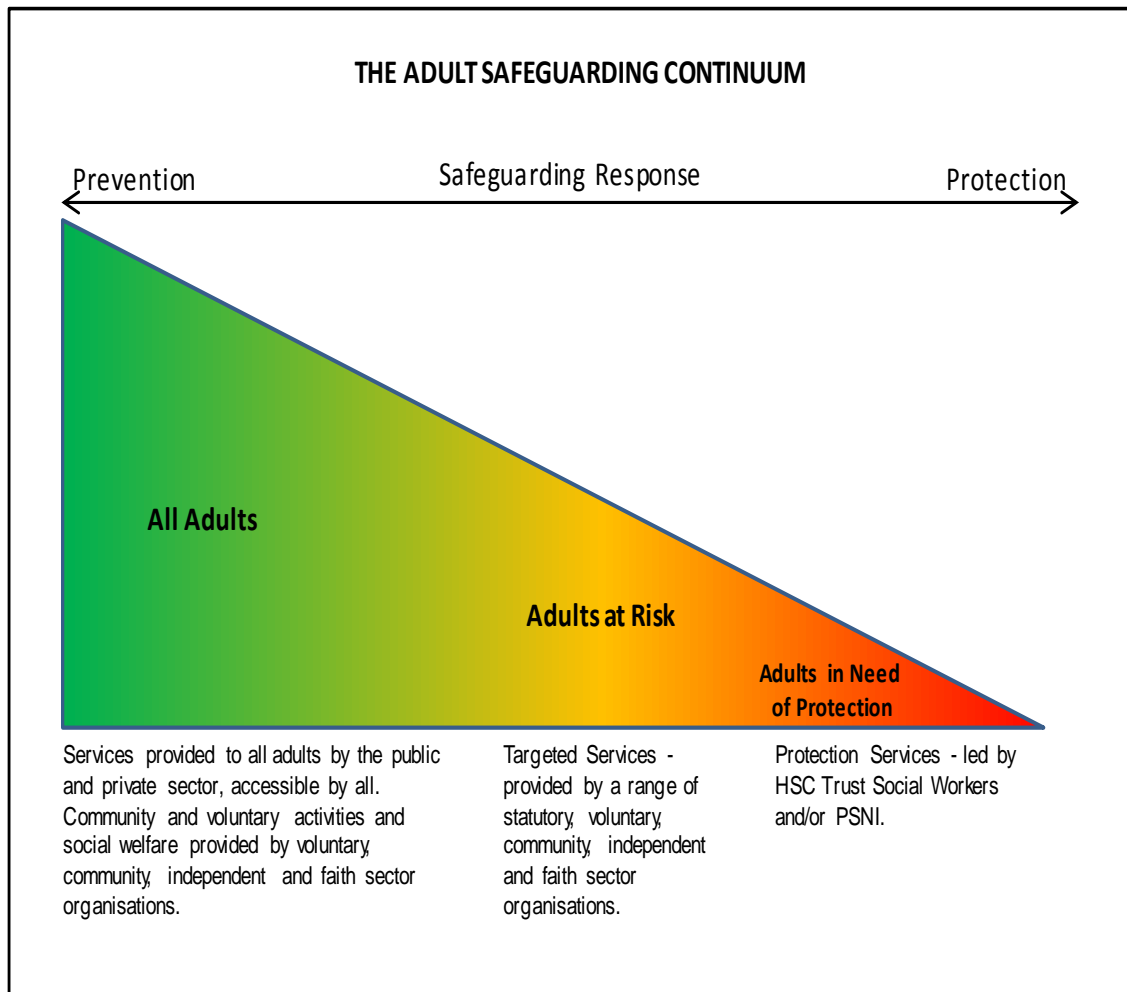 THE ADULT SAFEGUARDING CONTINUUM
Prevention
Safeguarding Response
Protection
All Adults
Adults at Risk
Adults in Need
of Protection
Services provided to all adults by the public
and private sector, accessible by all.
Community and voluntary activities and
social welfare provided by voluntary,
community, independent and faith sector
organisations.
Targeted Services -
provided by a range of
statutory, voluntary,
community, independent
and faith sector
organisations.
Protection Services - led by
HSC Trust Social Workers
and/or PSNI.